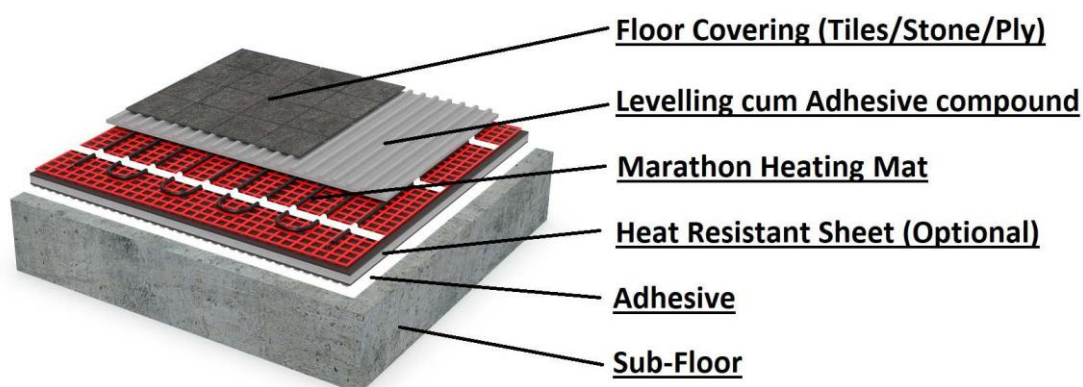 Floor Covering (Tiles/Stone/Ply)
Levelling cum Adhesive compound
Marathon Heating Mat
Heat Resistant Sheet (Optional)
Adhesive
Sub-Floor